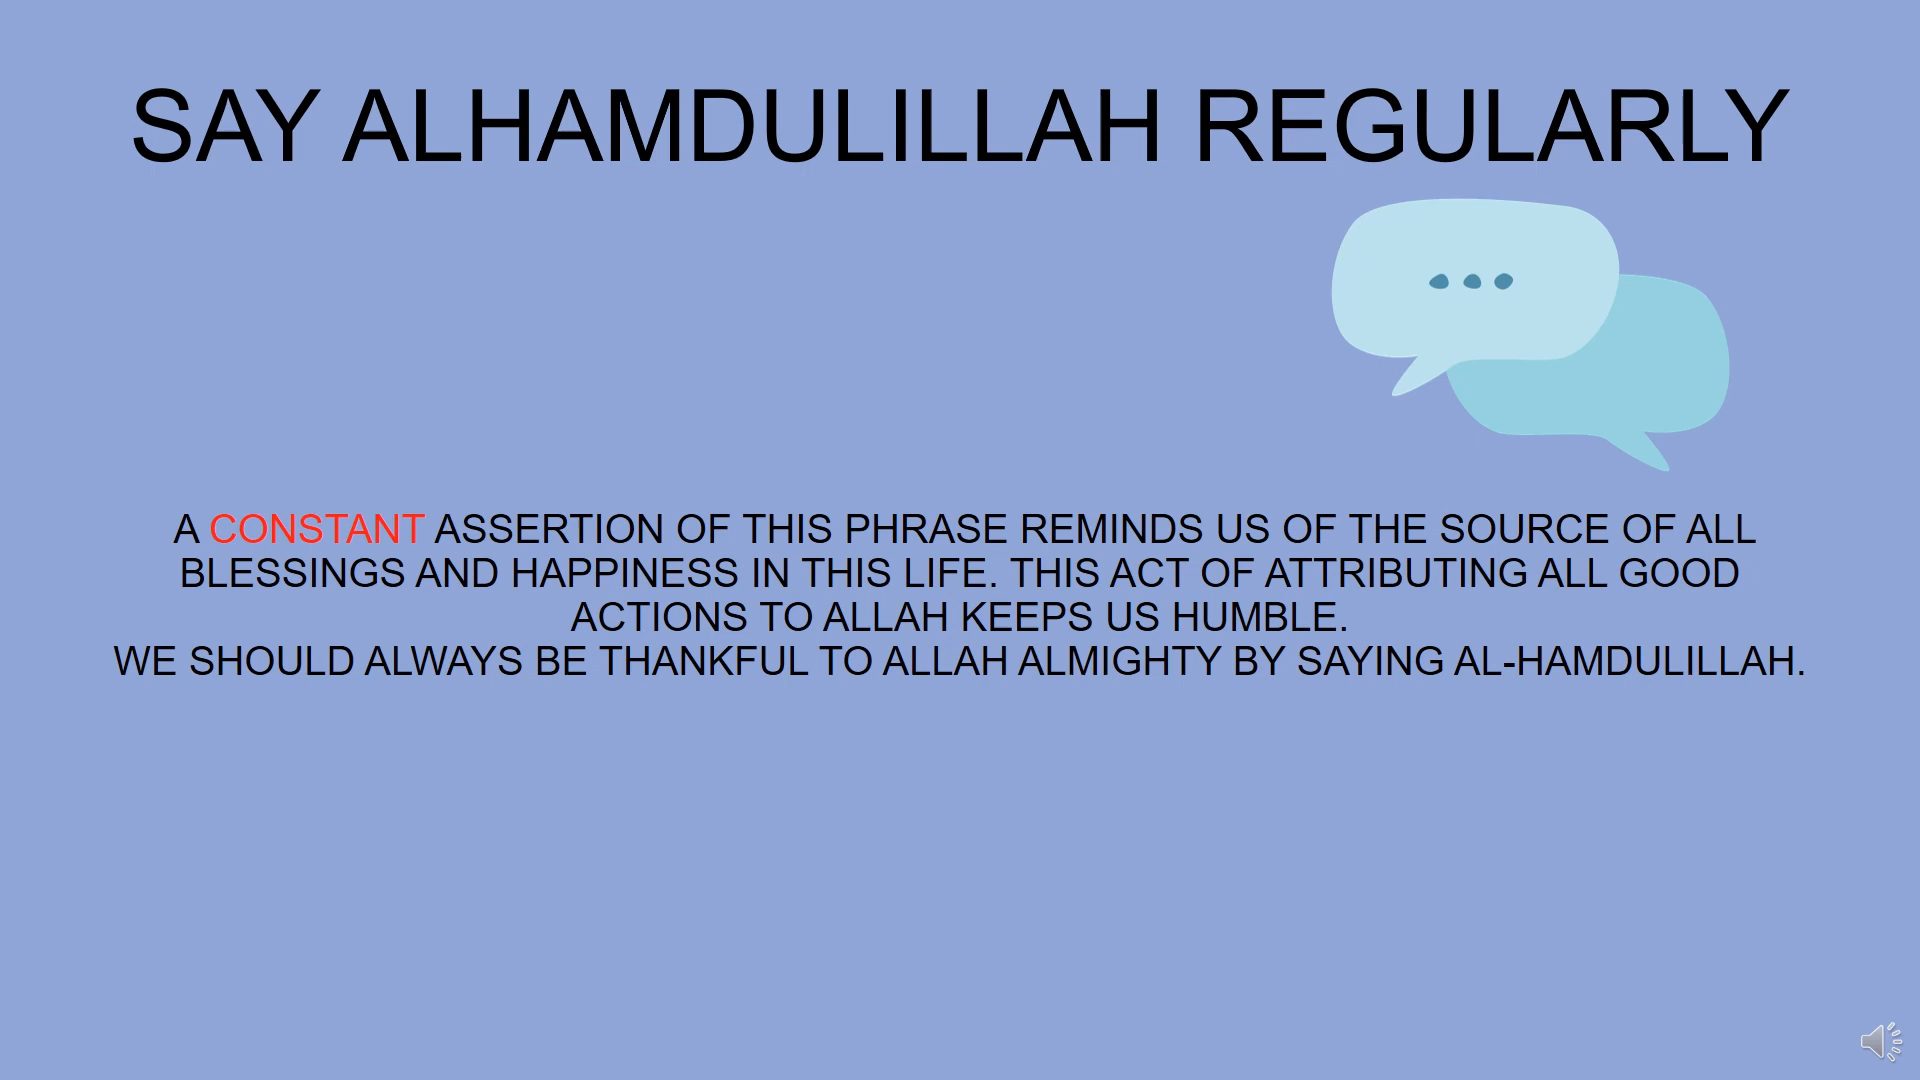 SAY ALHAMDULILLAH REGULARLY
A CONSTANT ASSERTION OF THIS PHRASE REMINDS US OF THE SOURCE OF ALL
BLESSINGS AND HAPPINESS IN THIS LIFE. THIS ACT OF ATTRIBUTING ALL GOOD
ACTIONS TO ALLAH KEEPS US HUMBLE.
WE SHOULD ALWAYS BE THANKFUL TO ALLAH ALMIGHTY BY SAYING AL-HAMDULILLAH.